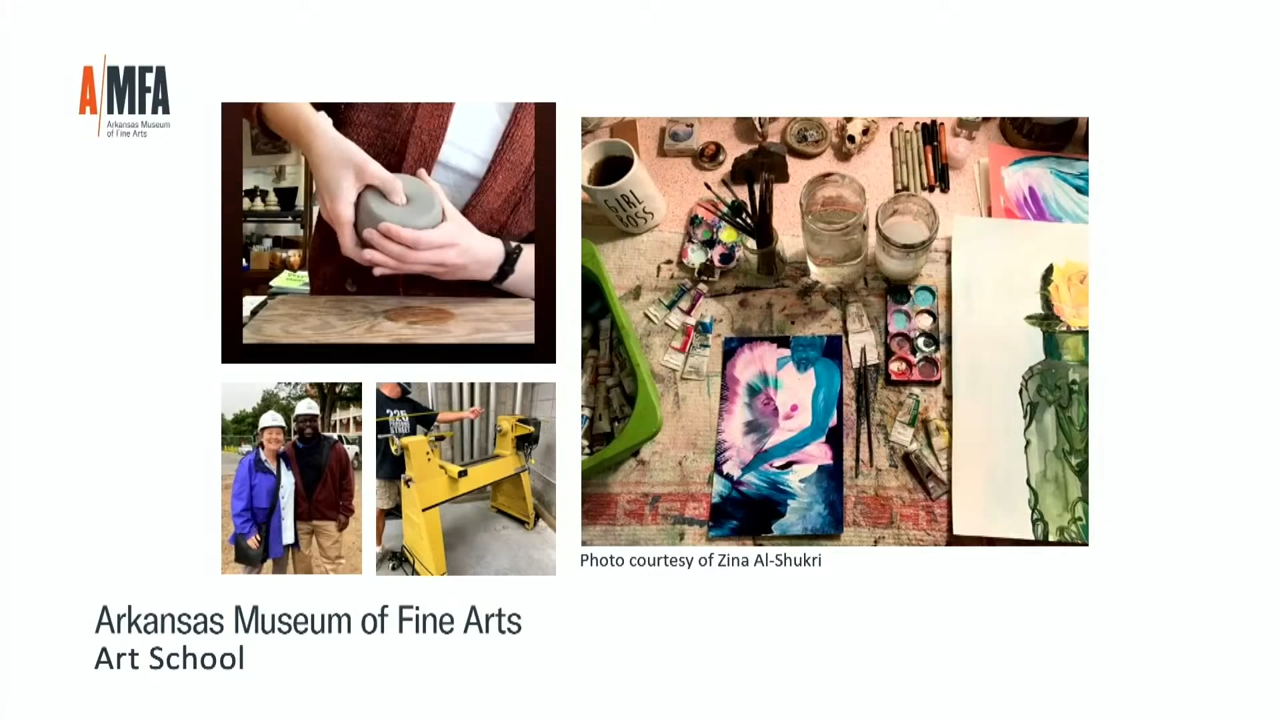 A/MFA
Arkansas Museum
of Fine Arts
GIRL
BOSS
225
STREET
Photo courtesy of Zina Al-Shukri
Arkansas Museum of Fine Arts
Art School